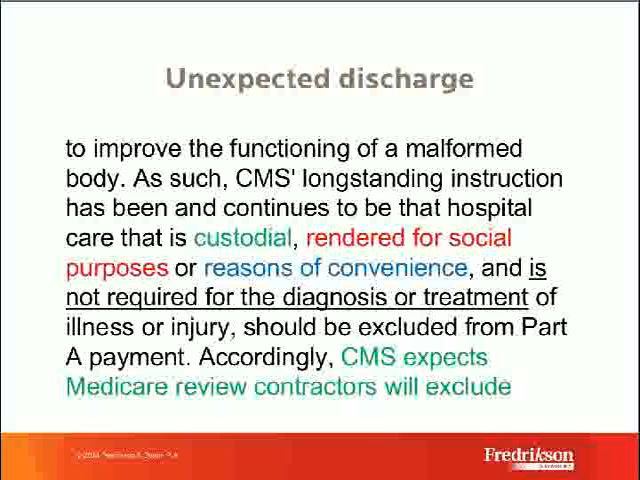 Unexpected discharge
to improve the functioning of a malformed
body. As such, CMS' longstanding instruction
has been and continues to be that hospital
care that is custodial, rendered for social
purposes or reasons of convenience, and is
not required for the diagnosis or treatment of
illness or injury, should be excluded from Part
A payment. Accordingly, CMS expects
Medicare review contractors will exclude
Fredrikson